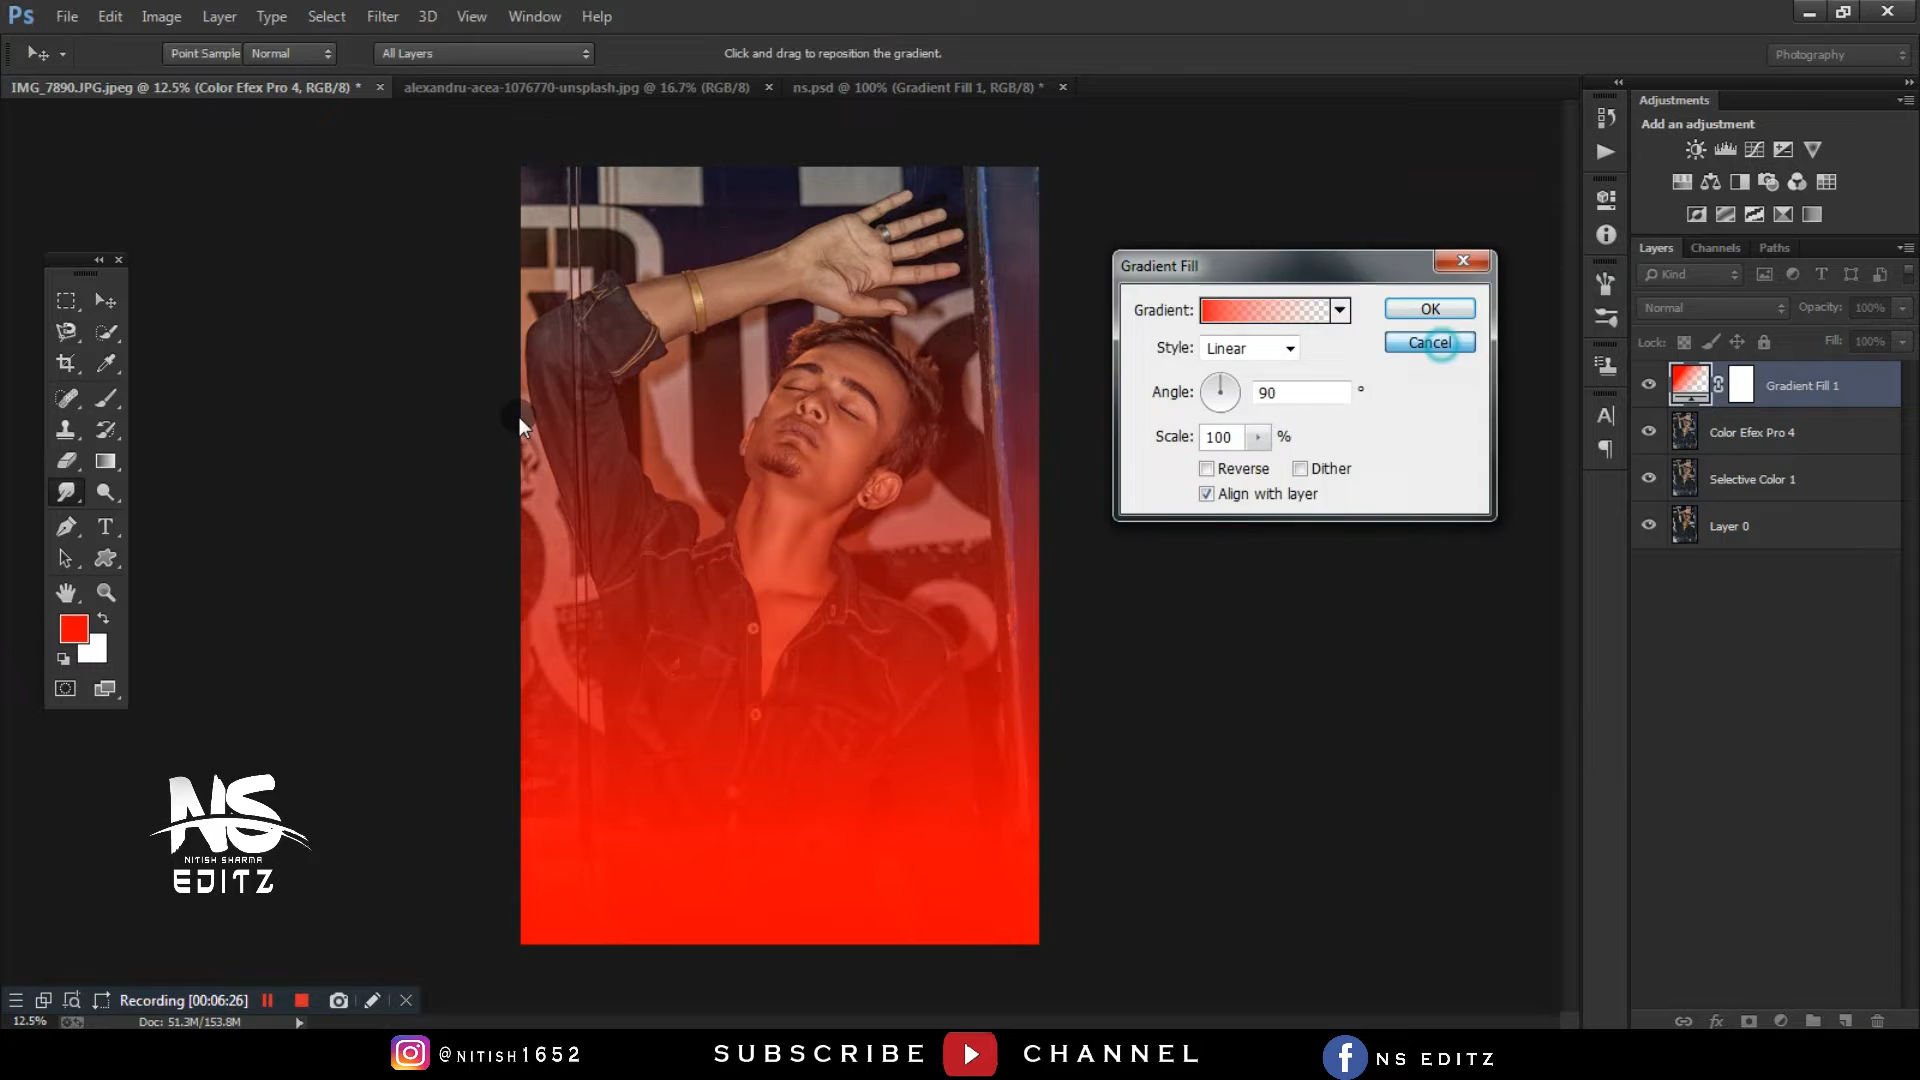 Ps File Edit Image Layer Type Select Filter 3D View Window Help
Point Sample Normal All Layers Click and drag to reposition the gradient. Photography
IMG_7890.JPG.jpeg @ 12.5% (Color Efex Pro 4, RGB/8) * × alexandru-acea-1076770-unsplash.jpg @ 16.7% (RGB/8) × ns.psd @ 100% (Gradient Fill 1, RGB/8) * ×
Adjustments
Add an adjustment
Layers Channels Paths
Kind
Normal Opacity: 100%
Lock: Fill: 100%
Gradient Fill 1
Color Efex Pro 4
Selective Color 1
Layer 0
Gradient Fill
Gradient: OK
Cancel
Style: Linear
Angle: 90 °
Scale: 100 %
Reverse Dither
Align with layer
NS
NITISH SHARMA
EDITZ
Recording [00:06:26]
12.5% Doc: 51.3M/153.8M
@NITISH1652 SUBSCRIBE CHANNEL f NS EDITZ